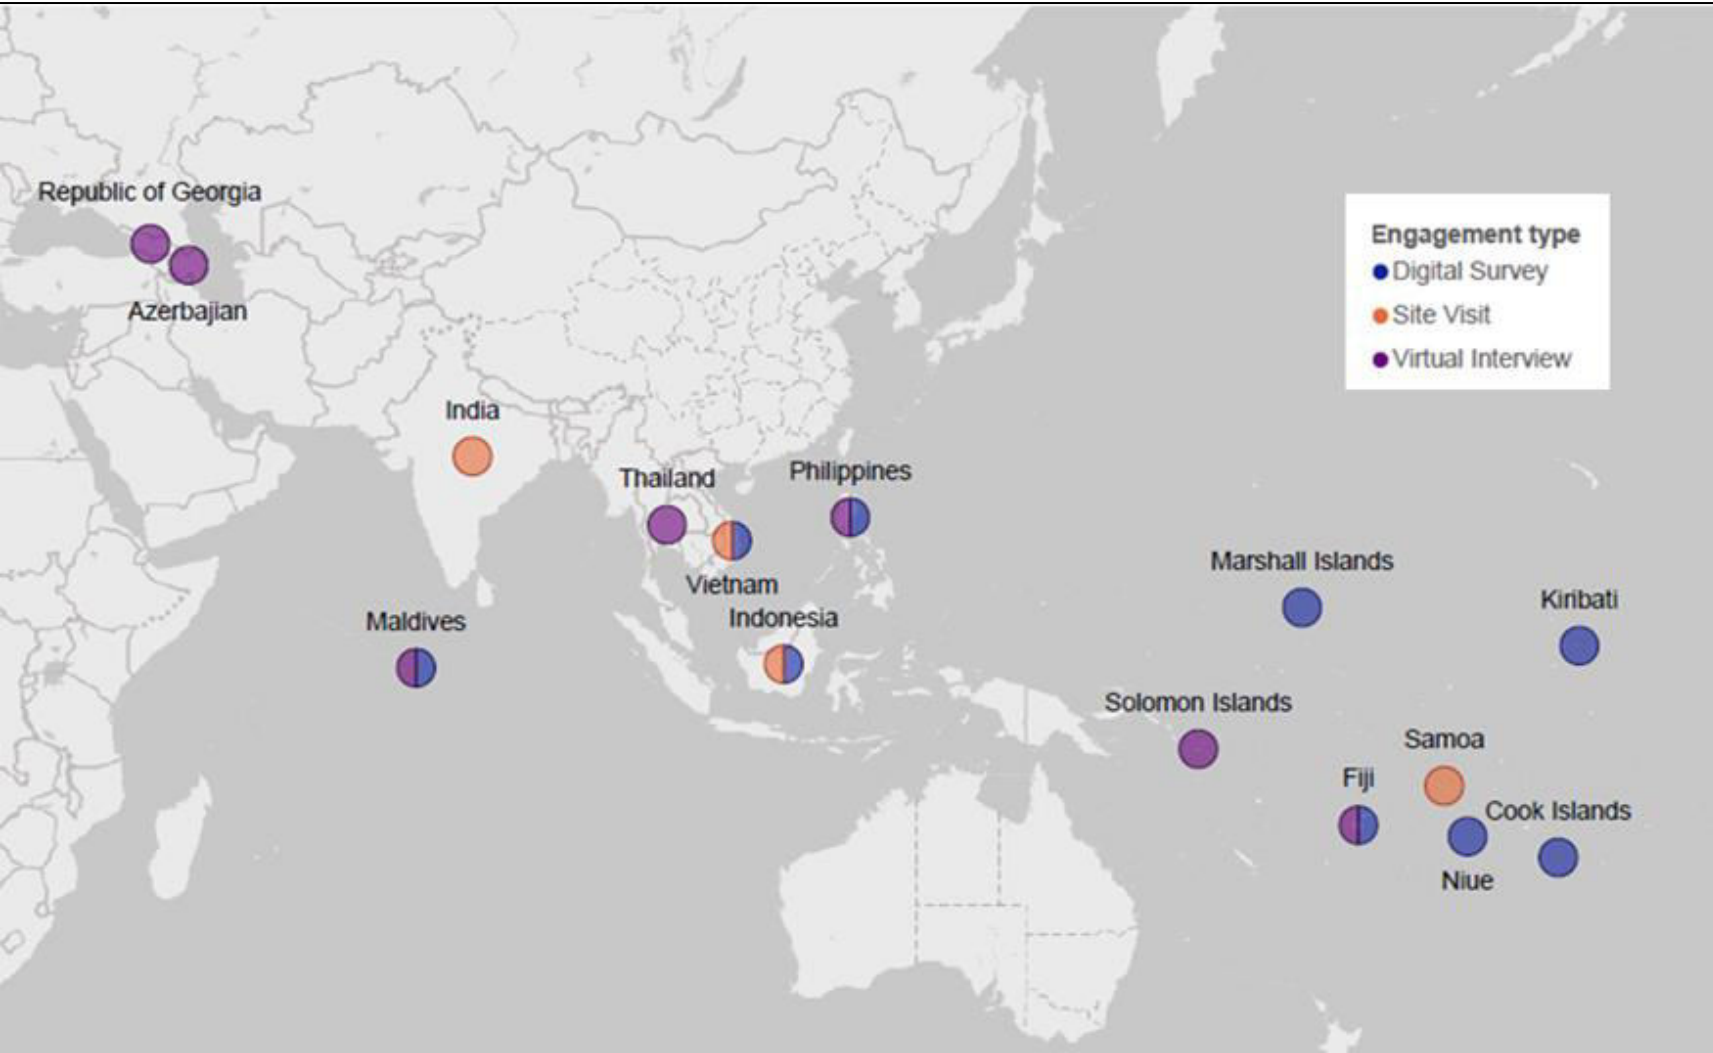 Republic of Georgia
Azerbajian
India
Thailand
Philippines
Vietnam
Indonesia
Maldives
Marshall Islands
Kiribati
Solomon Islands
Samoa
Fiji
Cook Islands
Niue
Engagement type
Digital Survey
Site Visit
Virtual Interview